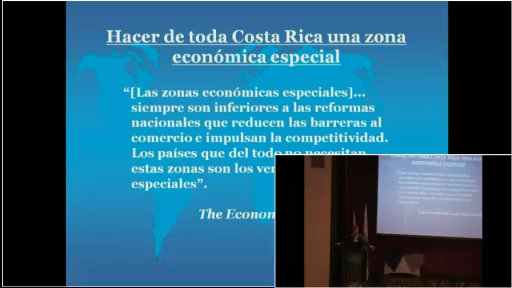 Hacer de toda Costa Rica una zona
económica especial
“[Las zonas económicas especiales]…
siempre son inferiores a las reformas
nacionales que reducen las barreras al
comercio e impulsan la competitividad.
Los países que del todo no necesitan
estas zonas son los
especiales”.
The